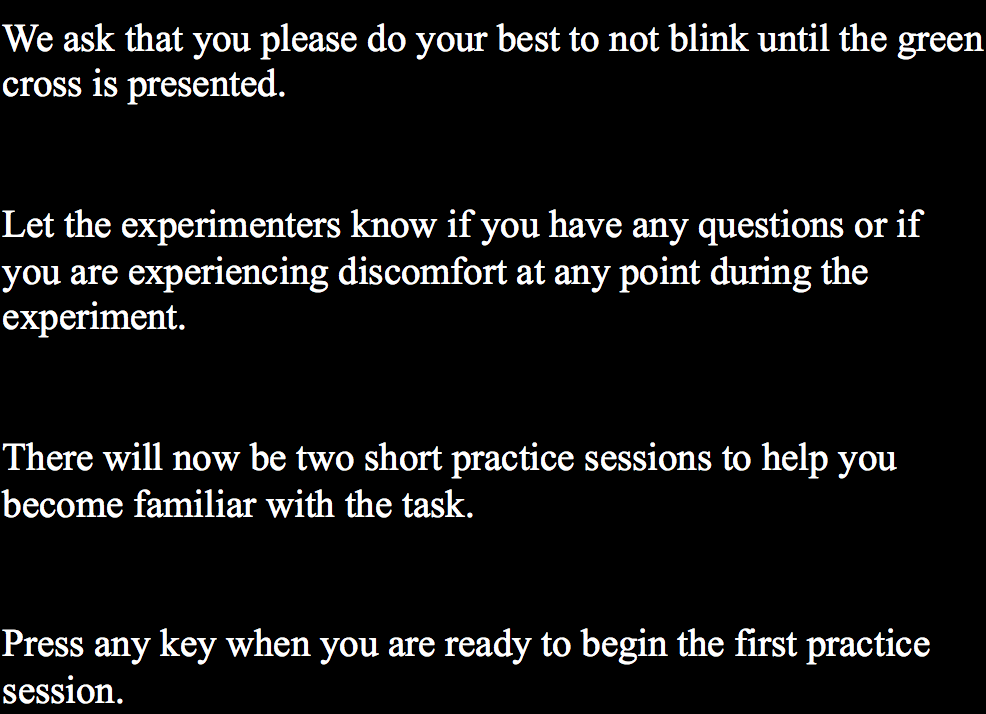 We ask that you please do your best to not blink until the green
cross is presented.
Let the experimenters know if you have any questions or if
you are experiencing discomfort at any point during the
experiment.
There will now be two short practice sessions to help you
become familiar with the task.
Press any key when you are ready to begin the first practice
session.